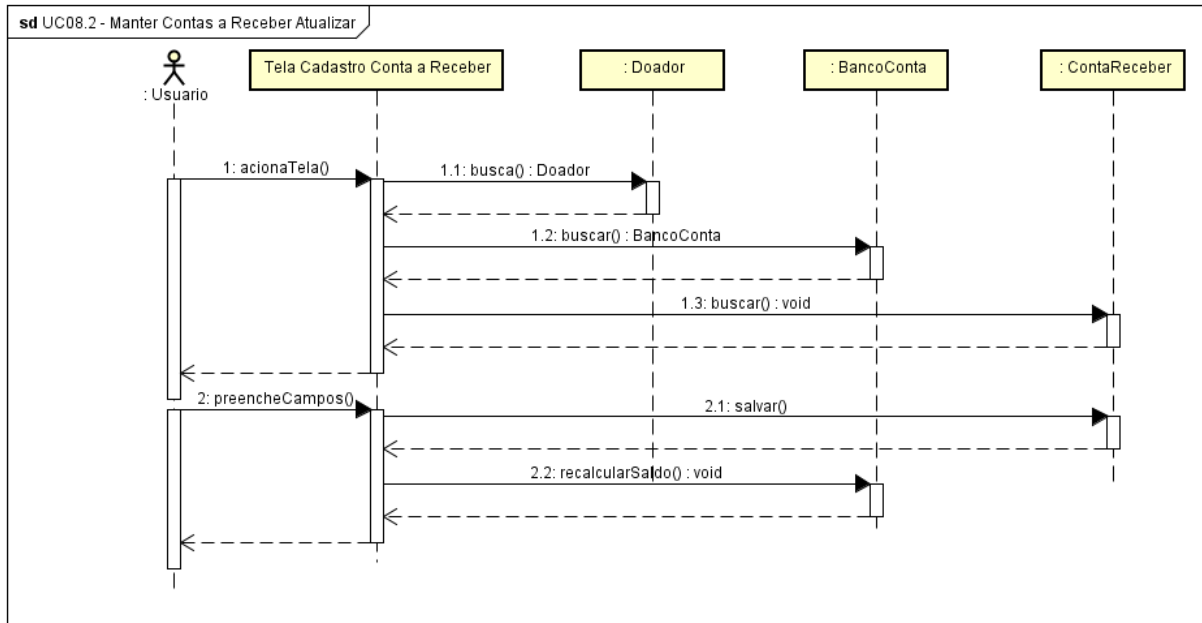 sd UC08.2 - Manter Contas a Receber Atualizar
: Usuario
Tela Cadastro Conta a Receber
: Doador
: BancoConta
: ContaReceber
1: acionaTela()
1.1: busca() : Doador
1.2: buscar() : BancoConta
1.3: buscar() : void
2: preencheCampos()
2.1: salvar()
2.2: recalcularSaldo() : void